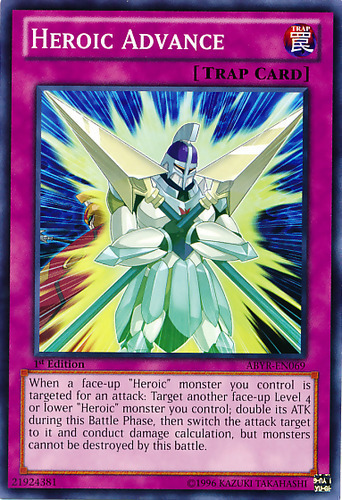 HEROIC ADVANCE
TRAP
罠
[TRAP CARD]
1st Edition
ABYR-EN069
When a face-up "Heroic" monster you control is
targeted for an attack: Target another face-up Level 4
or lower "Heroic" monster you control; double its ATK
during this Battle Phase, then switch the attack target
to it and conduct damage calculation, but monsters
cannot be destroyed by this battle.
21924381
©1996 KAZUKI TAKAHASHI